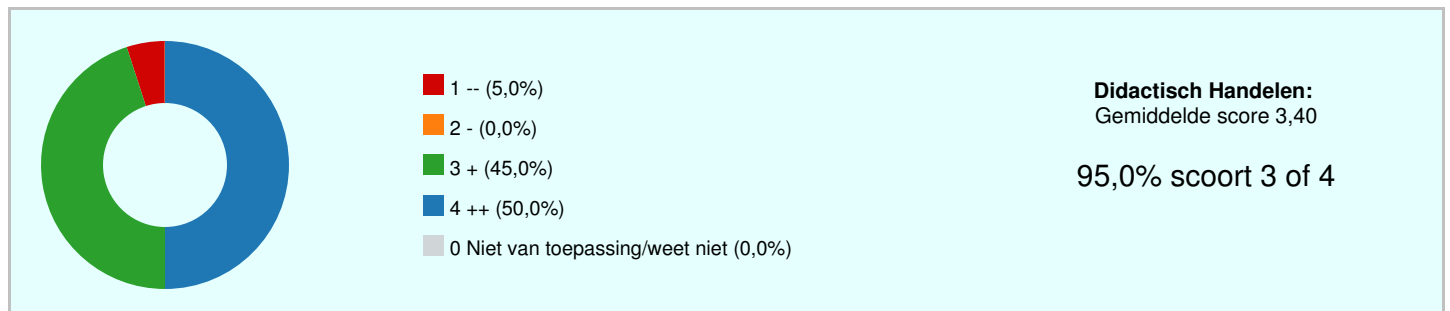 1 -- (5,0%)
2 - (0,0%)
3 + (45,0%)
4 ++ (50,0%)
0 Niet van toepassing/weet niet (0,0%)
Didactisch Handelen:
Gemiddelde score 3,40
95,0% scoort 3 of 4